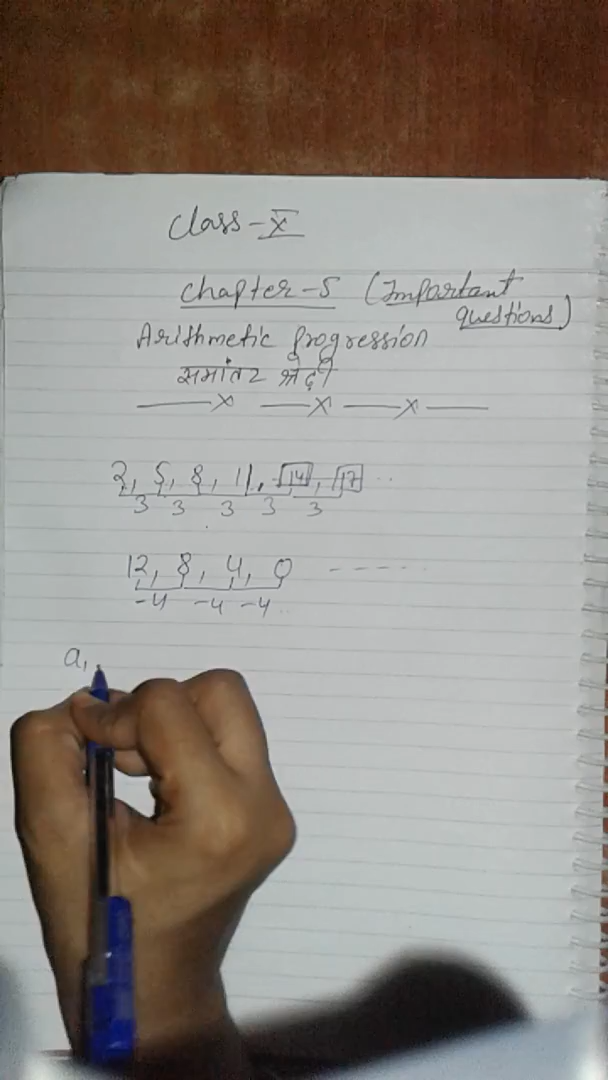 Class - X
Chapter-5 (Important
questions)
Arithmetic Progression
समांतर श्रेढ़ी
2, 5, 8, 11, 14, 17 ..
3 3 3 3 3
12, 8, 4, 0 -----
-4 -4 -4 ..
a,